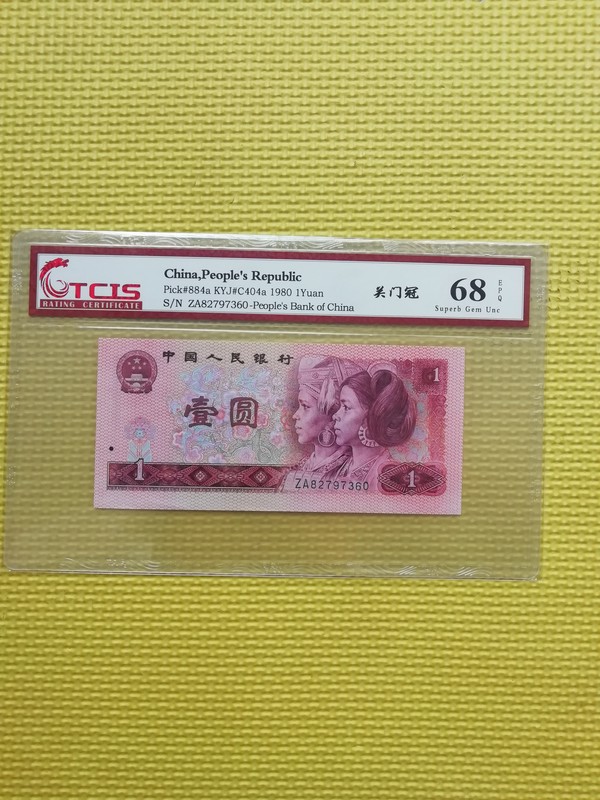 TCIS
RATING CERTIFICATE
China,People's Republic
Pick#884a KYJ#C404a 1980 1Yuan
S/N ZA82797360-People's Bank of China
关门冠
68
EPQ
Superb Gem Unc
中国人民银行
壹圆
1
1
1
ZA82797360